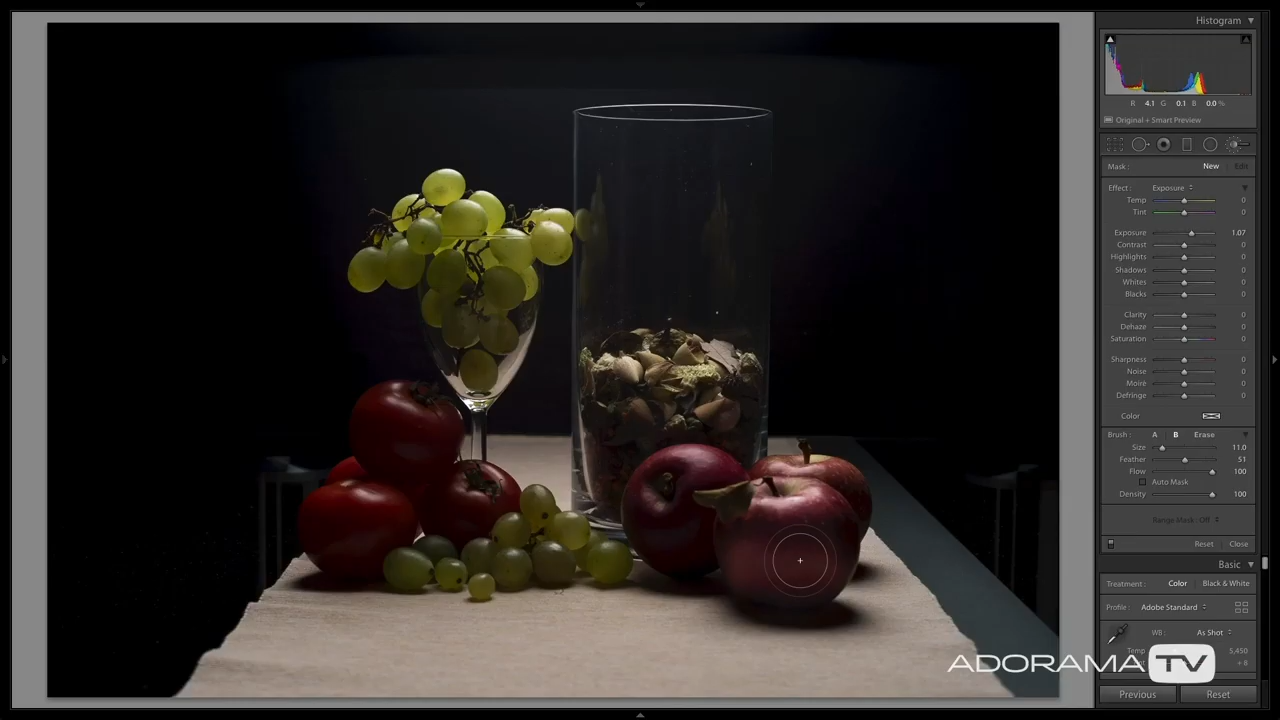 Histogram
R 4.1 G 0.1 B 0.0 %
Original + Smart Preview
Mask : New Edit
Effect : Exposure
Temp 0
Tint 0
Exposure 1.07
Contrast 0
Highlights 0
Shadows 0
Whites 0
Blacks 0
Clarity 0
Dehaze 0
Saturation 0
Sharpness 0
Noise 0
Moiré 0
Defringe 0
Color
Brush : A B Erase
Size 11.0
Feather 51
Flow 100
Auto Mask
Density 100
Range Mask : Off
Reset Close
Basic
Treatment : Color Black & White
Profile : Adobe Standard
WB : As Shot
Temp 5,450
+ 8
ADORAMA TV
Previous Reset